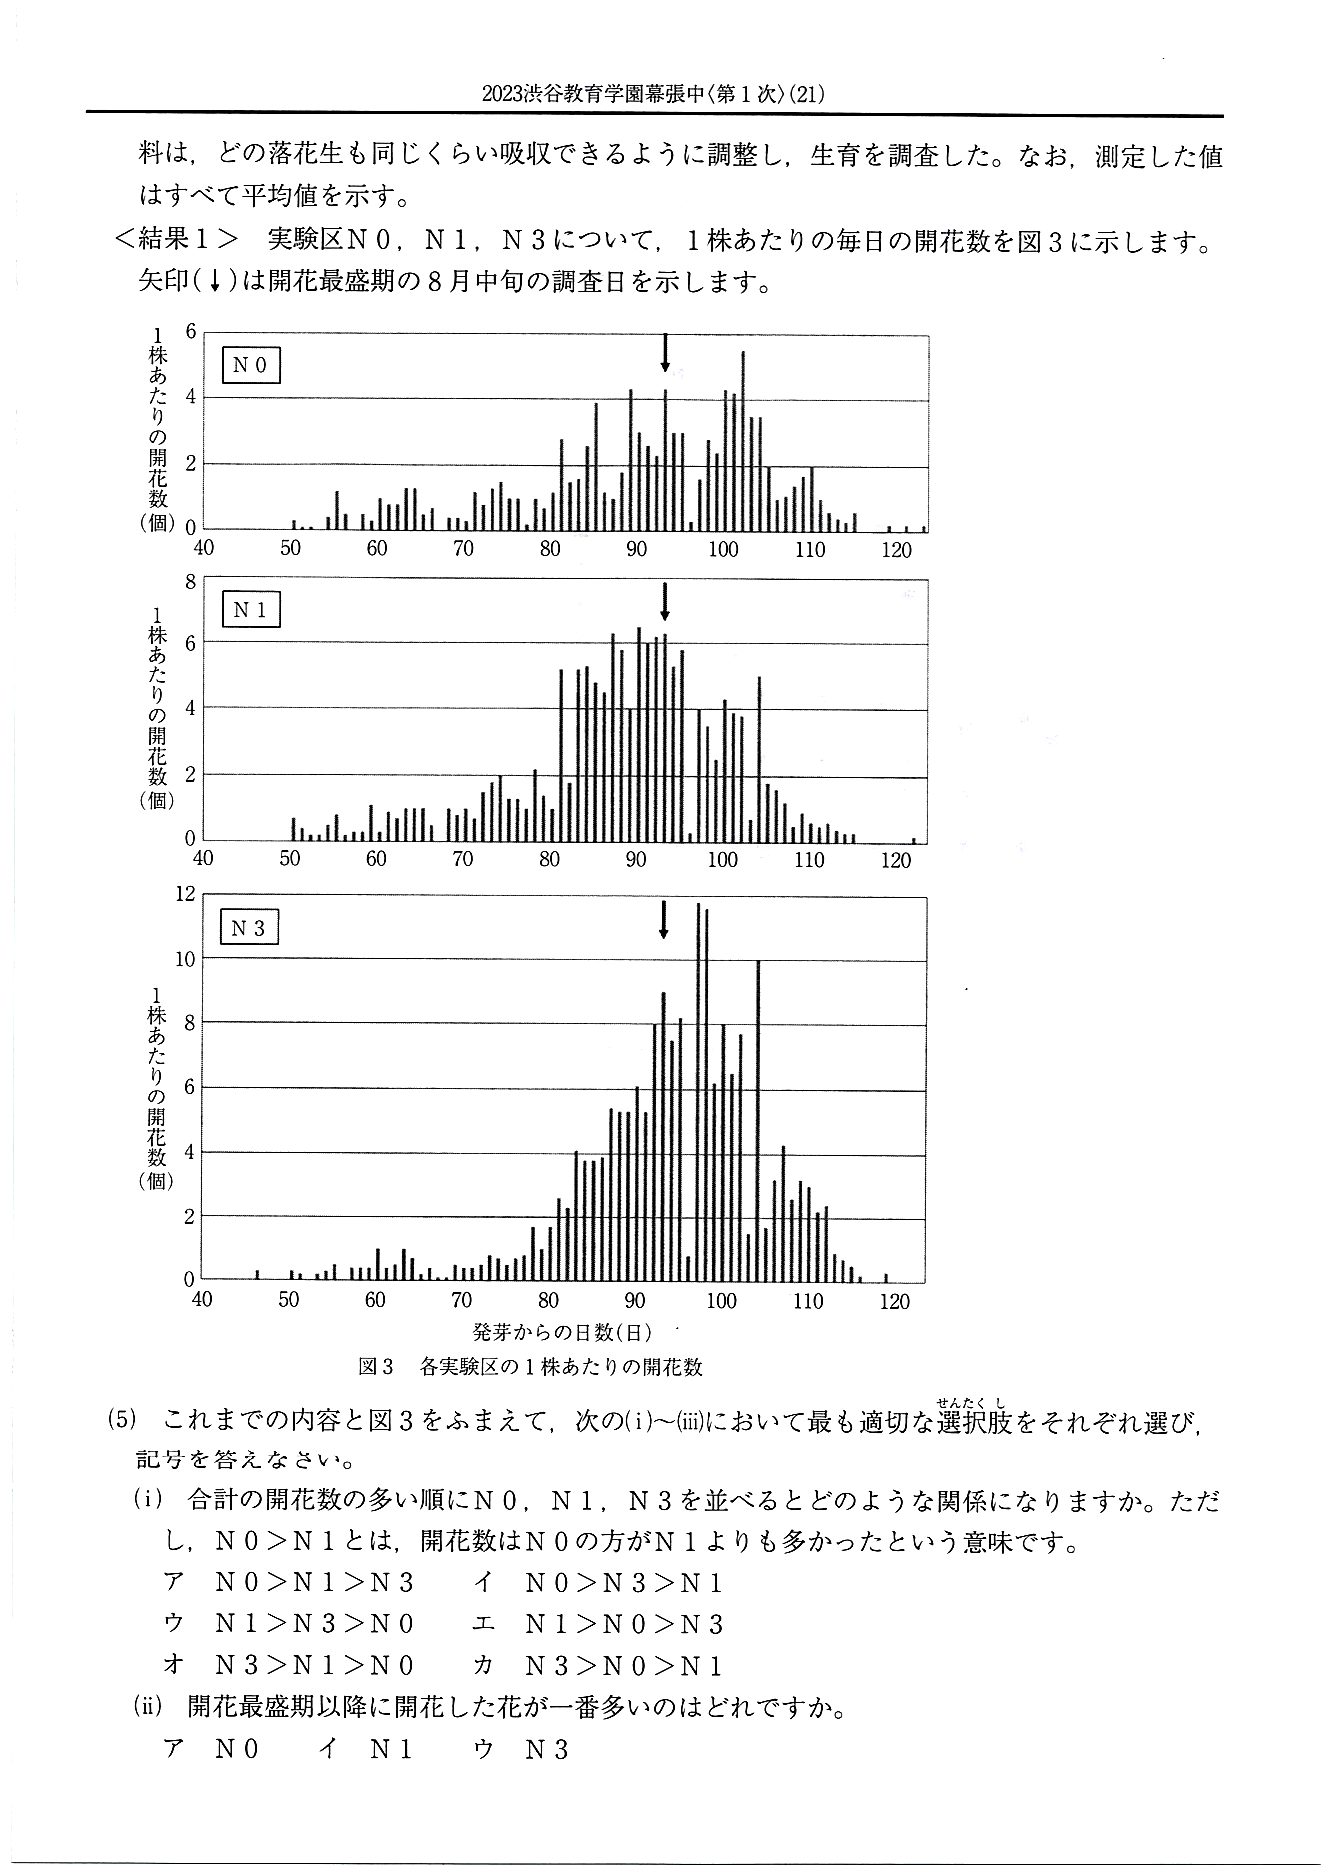 2023渋谷教育学園幕張中〈第1次〉(21)
料は，どの落花生も同じくらい吸収できるように調整し，生育を調査した。なお，測定した値
はすべて平均値を示す。
＜結果1＞　実験区N0，N1，N3について，1株あたりの毎日の開花数を図3に示します。
矢印(↓)は開花最盛期の8月中旬の調査日を示します。
1株あたりの開花数(個)
6
4
2
0
N0
40 50 60 70 80 90 100 110 120
1株あたりの開花数(個)
8
6
4
2
0
N1
40 50 60 70 80 90 100 110 120
1株あたりの開花数(個)
12
10
8
6
4
2
0
N3
40 50 60 70 80 90 100 110 120
発芽からの日数(日)
図3　各実験区の1株あたりの開花数
せんたく し
(5)　これまでの内容と図3をふまえて，次の(i)～(iii)において最も適切な選択肢をそれぞれ選び，
記号を答えなさい。
(i)　合計の開花数の多い順にN0，N1，N3を並べるとどのような関係になりますか。ただ
し，N0＞N1とは，開花数はN0の方がN1よりも多かったという意味です。
ア　N0＞N1＞N3　　イ　N0＞N3＞N1
ウ　N1＞N3＞N0　　エ　N1＞N0＞N3
オ　N3＞N1＞N0　　カ　N3＞N0＞N1
(ii)　開花最盛期以降に開花した花が一番多いのはどれですか。
ア　N0　　イ　N1　　ウ　N3